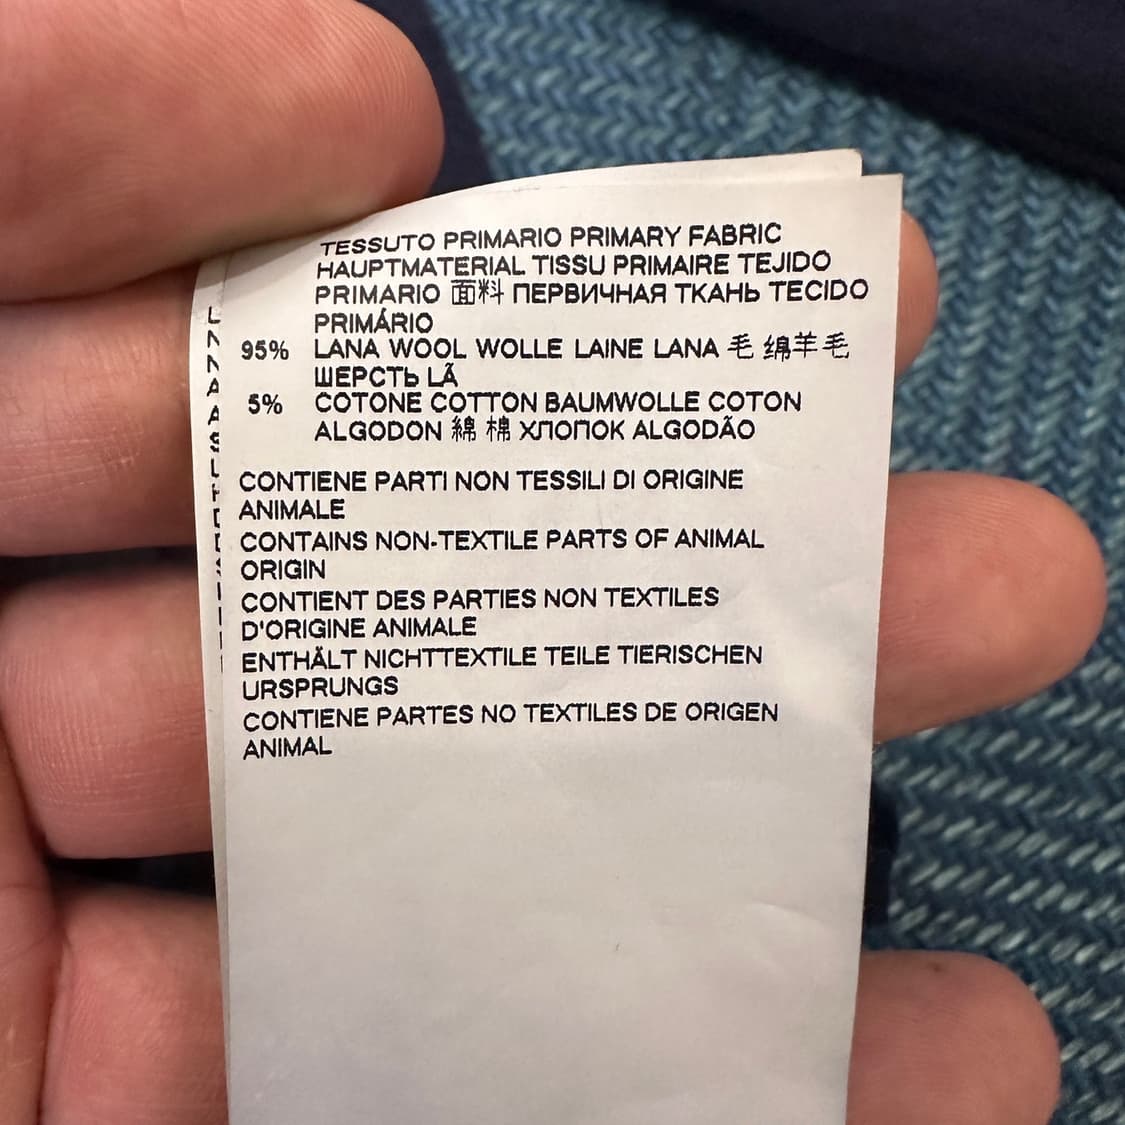 TESSUTO PRIMARIO PRIMARY FABRIC
HAUPTMATERIAL TISSU PRIMAIRE TEJIDO
PRIMARIO 面料 ПЕРВИЧНАЯ ТКАНЬ TECIDO
PRIMÁRIO
95% LANA WOOL WOLLE LAINE LANA 毛 绵羊毛
ШЕРСТЬ LÃ
5% COTONE COTTON BAUMWOLLE COTON
ALGODON 綿 棉 ХЛОПОК ALGODÃO
CONTIENE PARTI NON TESSILI DI ORIGINE
ANIMALE
CONTAINS NON-TEXTILE PARTS OF ANIMAL
ORIGIN
CONTIENT DES PARTIES NON TEXTILES
D'ORIGINE ANIMALE
ENTHÄLT NICHTTEXTILE TEILE TIERISCHEN
URSPRUNGS
CONTIENE PARTES NO TEXTILES DE ORIGEN
ANIMAL